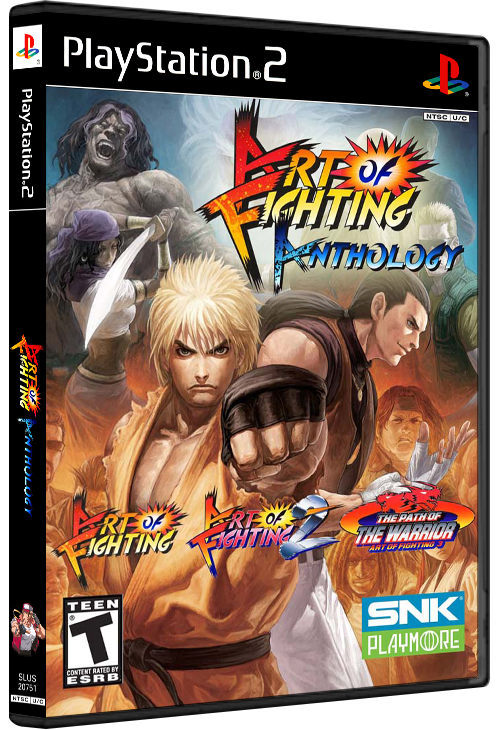 PlayStation®2
NTSC U/C
ART OF
FIGHTING
ANTHOLOGY
ART OF
FIGHTING
ART OF
FIGHTING 2
THE PATH OF
THE WARRIOR
ART OF FIGHTING 3
TEEN
T
®
CONTENT RATED BY
ESRB
SNK®
PLAYMORE
PlayStation®2
ART OF
FIGHTING
ANTHOLOGY
SLUS
20751
NTSC U/C